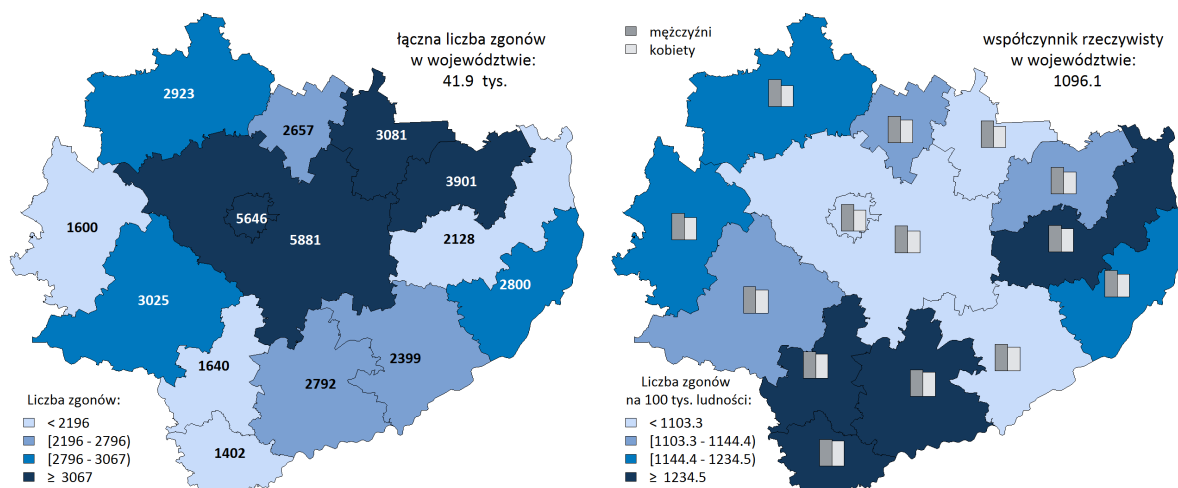 łączna liczba zgonów
w województwie:
41.9 tys.
2923
2657
3081
3901
1600
5646
5881
2128
2800
3025
2399
1640
2792
1402
Liczba zgonów:
< 2196
[2196 - 2796)
[2796 - 3067)
≥ 3067
mężczyźni
kobiety
współczynnik rzeczywisty
w województwie:
1096.1
Liczba zgonów
na 100 tys. ludności:
< 1103.3
[1103.3 - 1144.4)
[1144.4 - 1234.5)
≥ 1234.5